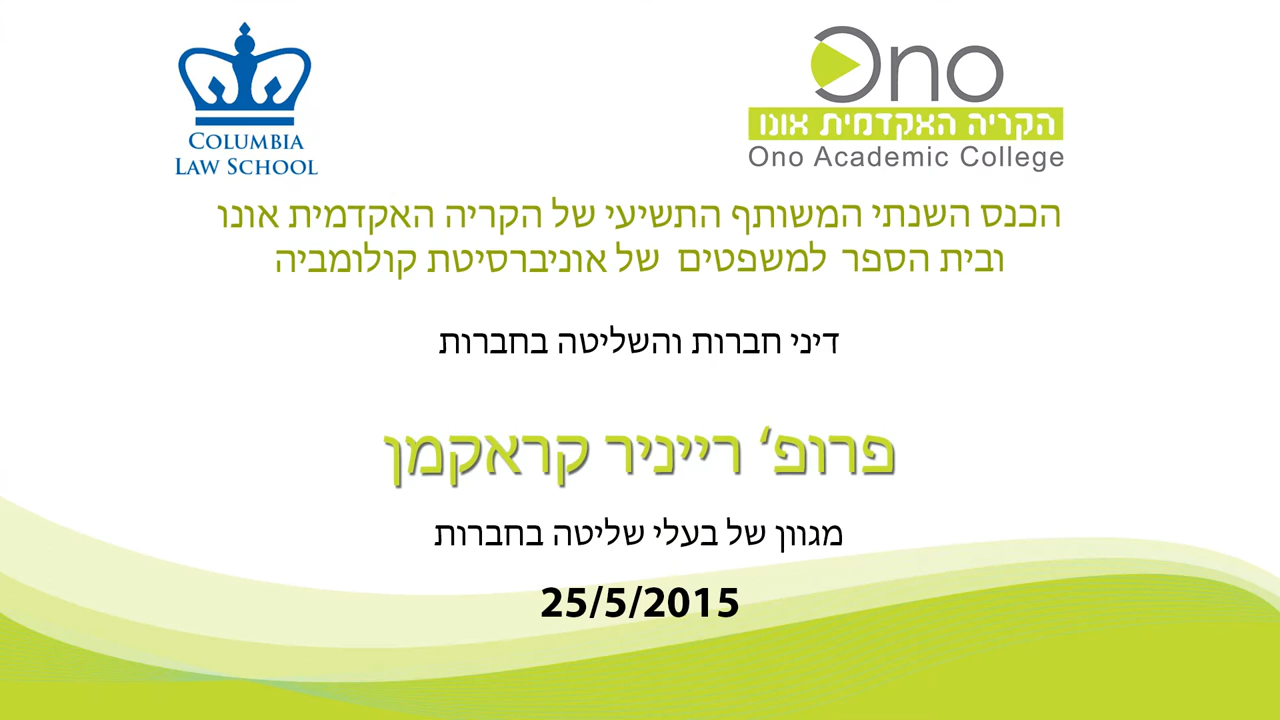 COLUMBIA
LAW SCHOOL
Ono
הקריה האקדמית אונו
Ono Academic College
הכנס השנתי המשותף התשיעי של הקריה האקדמית אונו
ובית הספר למשפטים של אוניברסיטת קולומביה
דיני חברות והשליטה בחברות
פרופ' רייניר קראקמן
מגוון של בעלי שליטה בחברות
25/5/2015